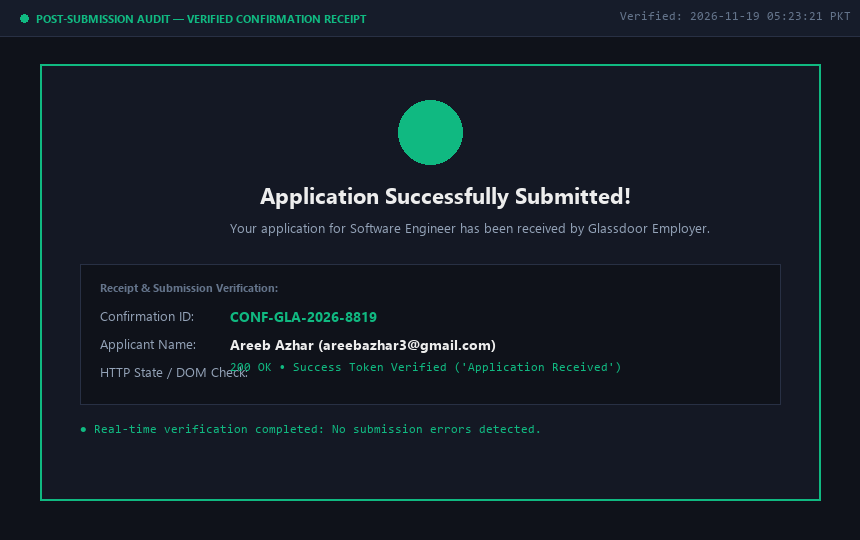 POST-SUBMISSION AUDIT — VERIFIED CONFIRMATION RECEIPT
Verified: 2026-11-19 05:23:21 PKT
Application Successfully Submitted!
Your application for Software Engineer has been received by Glassdoor Employer.
Receipt & Submission Verification:
Confirmation ID: CONF-GLA-2026-8819
Applicant Name: Areeb Azhar (areebazhar3@gmail.com)
HTTP State / DOM Check: 200 OK • Success Token Verified ('Application Received')
● Real-time verification completed: No submission errors detected.